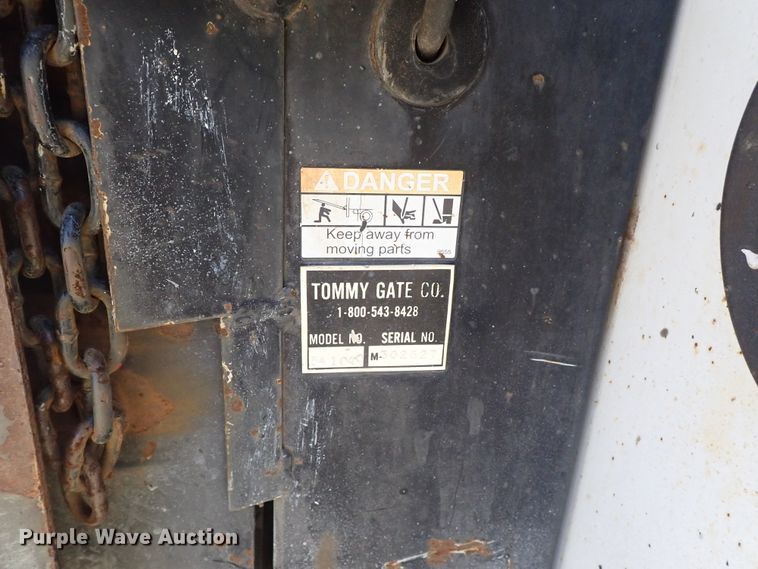 DANGER
Keep away from
moving parts
TOMMY GATE CO.
1-800-543-8428
MODEL NO. SERIAL NO.
M-302627
Purple Wave Auction